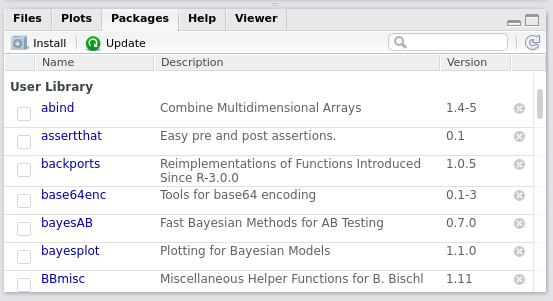 Files Plots Packages Help Viewer
Install Update
Name Description Version
User Library
abind Combine Multidimensional Arrays 1.4-5
assertthat Easy pre and post assertions. 0.1
backports Reimplementations of Functions Introduced 1.0.5
Since R-3.0.0
base64enc Tools for base64 encoding 0.1-3
bayesAB Fast Bayesian Methods for AB Testing 0.7.0
bayesplot Plotting for Bayesian Models 1.1.0
BBmisc Miscellaneous Helper Functions for B. Bischl 1.11